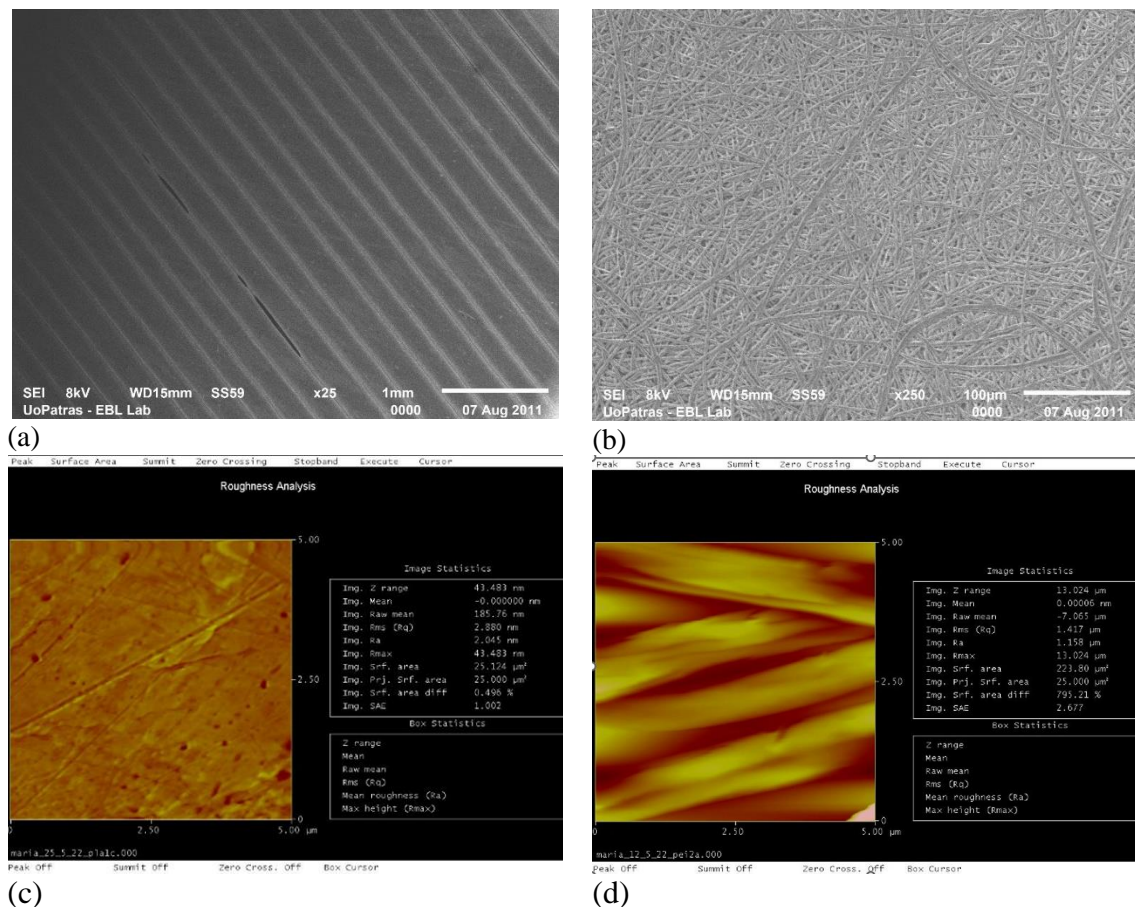 SEI 8kV WD15mm SS59 x25 1mm
UoPatras - EBL Lab 0000 07 Aug 2011
(a)
SEI 8kV WD15mm SS59 x250 100µm
UoPatras - EBL Lab 0000 07 Aug 2011
(b)
Peak Surface Area Summit Zero Crossing Stopband Execute Cursor
Roughness Analysis
5.00
2.50
0
0 2.50 5.00 µm
Image Statistics
Img. Z range 43.483 nm
Img. Mean -0.000000 nm
Img. Raw mean 185.76 nm
Img. Rms (Rq) 2.880 nm
Img. Ra 2.045 nm
Img. Rmax 43.483 nm
Img. Srf. area 25.124 µm²
Img. Prj. Srf. area 25.000 µm²
Img. Srf. area diff 0.496 %
Img. SAE 1.002
Box Statistics
Z range
Mean
Raw mean
Rms (Rq)
Mean roughness (Ra)
Max height (Rmax)
maria_25_5_22_pla1c.000
Peak Off Summit Off Zero Cross. Off Box Cursor
(c)
Peak Surface Area Summit Zero Crossing Stopband Execute Cursor
Roughness Analysis
5.00
2.50
0
0 2.50 5.00 µm
Image Statistics
Img. Z range 13.024 µm
Img. Mean 0.00006 nm
Img. Raw mean -7.065 µm
Img. Rms (Rq) 1.417 µm
Img. Ra 1.158 µm
Img. Rmax 13.024 µm
Img. Srf. area 223.80 µm²
Img. Prj. Srf. area 25.000 µm²
Img. Srf. area diff 795.21 %
Img. SAE 2.677
Box Statistics
Z range
Mean
Raw mean
Rms (Rq)
Mean roughness (Ra)
Max height (Rmax)
maria_12_5_22_pei2a.000
Peak Off Summit Off Zero Cross. Off Box Cursor
(d)